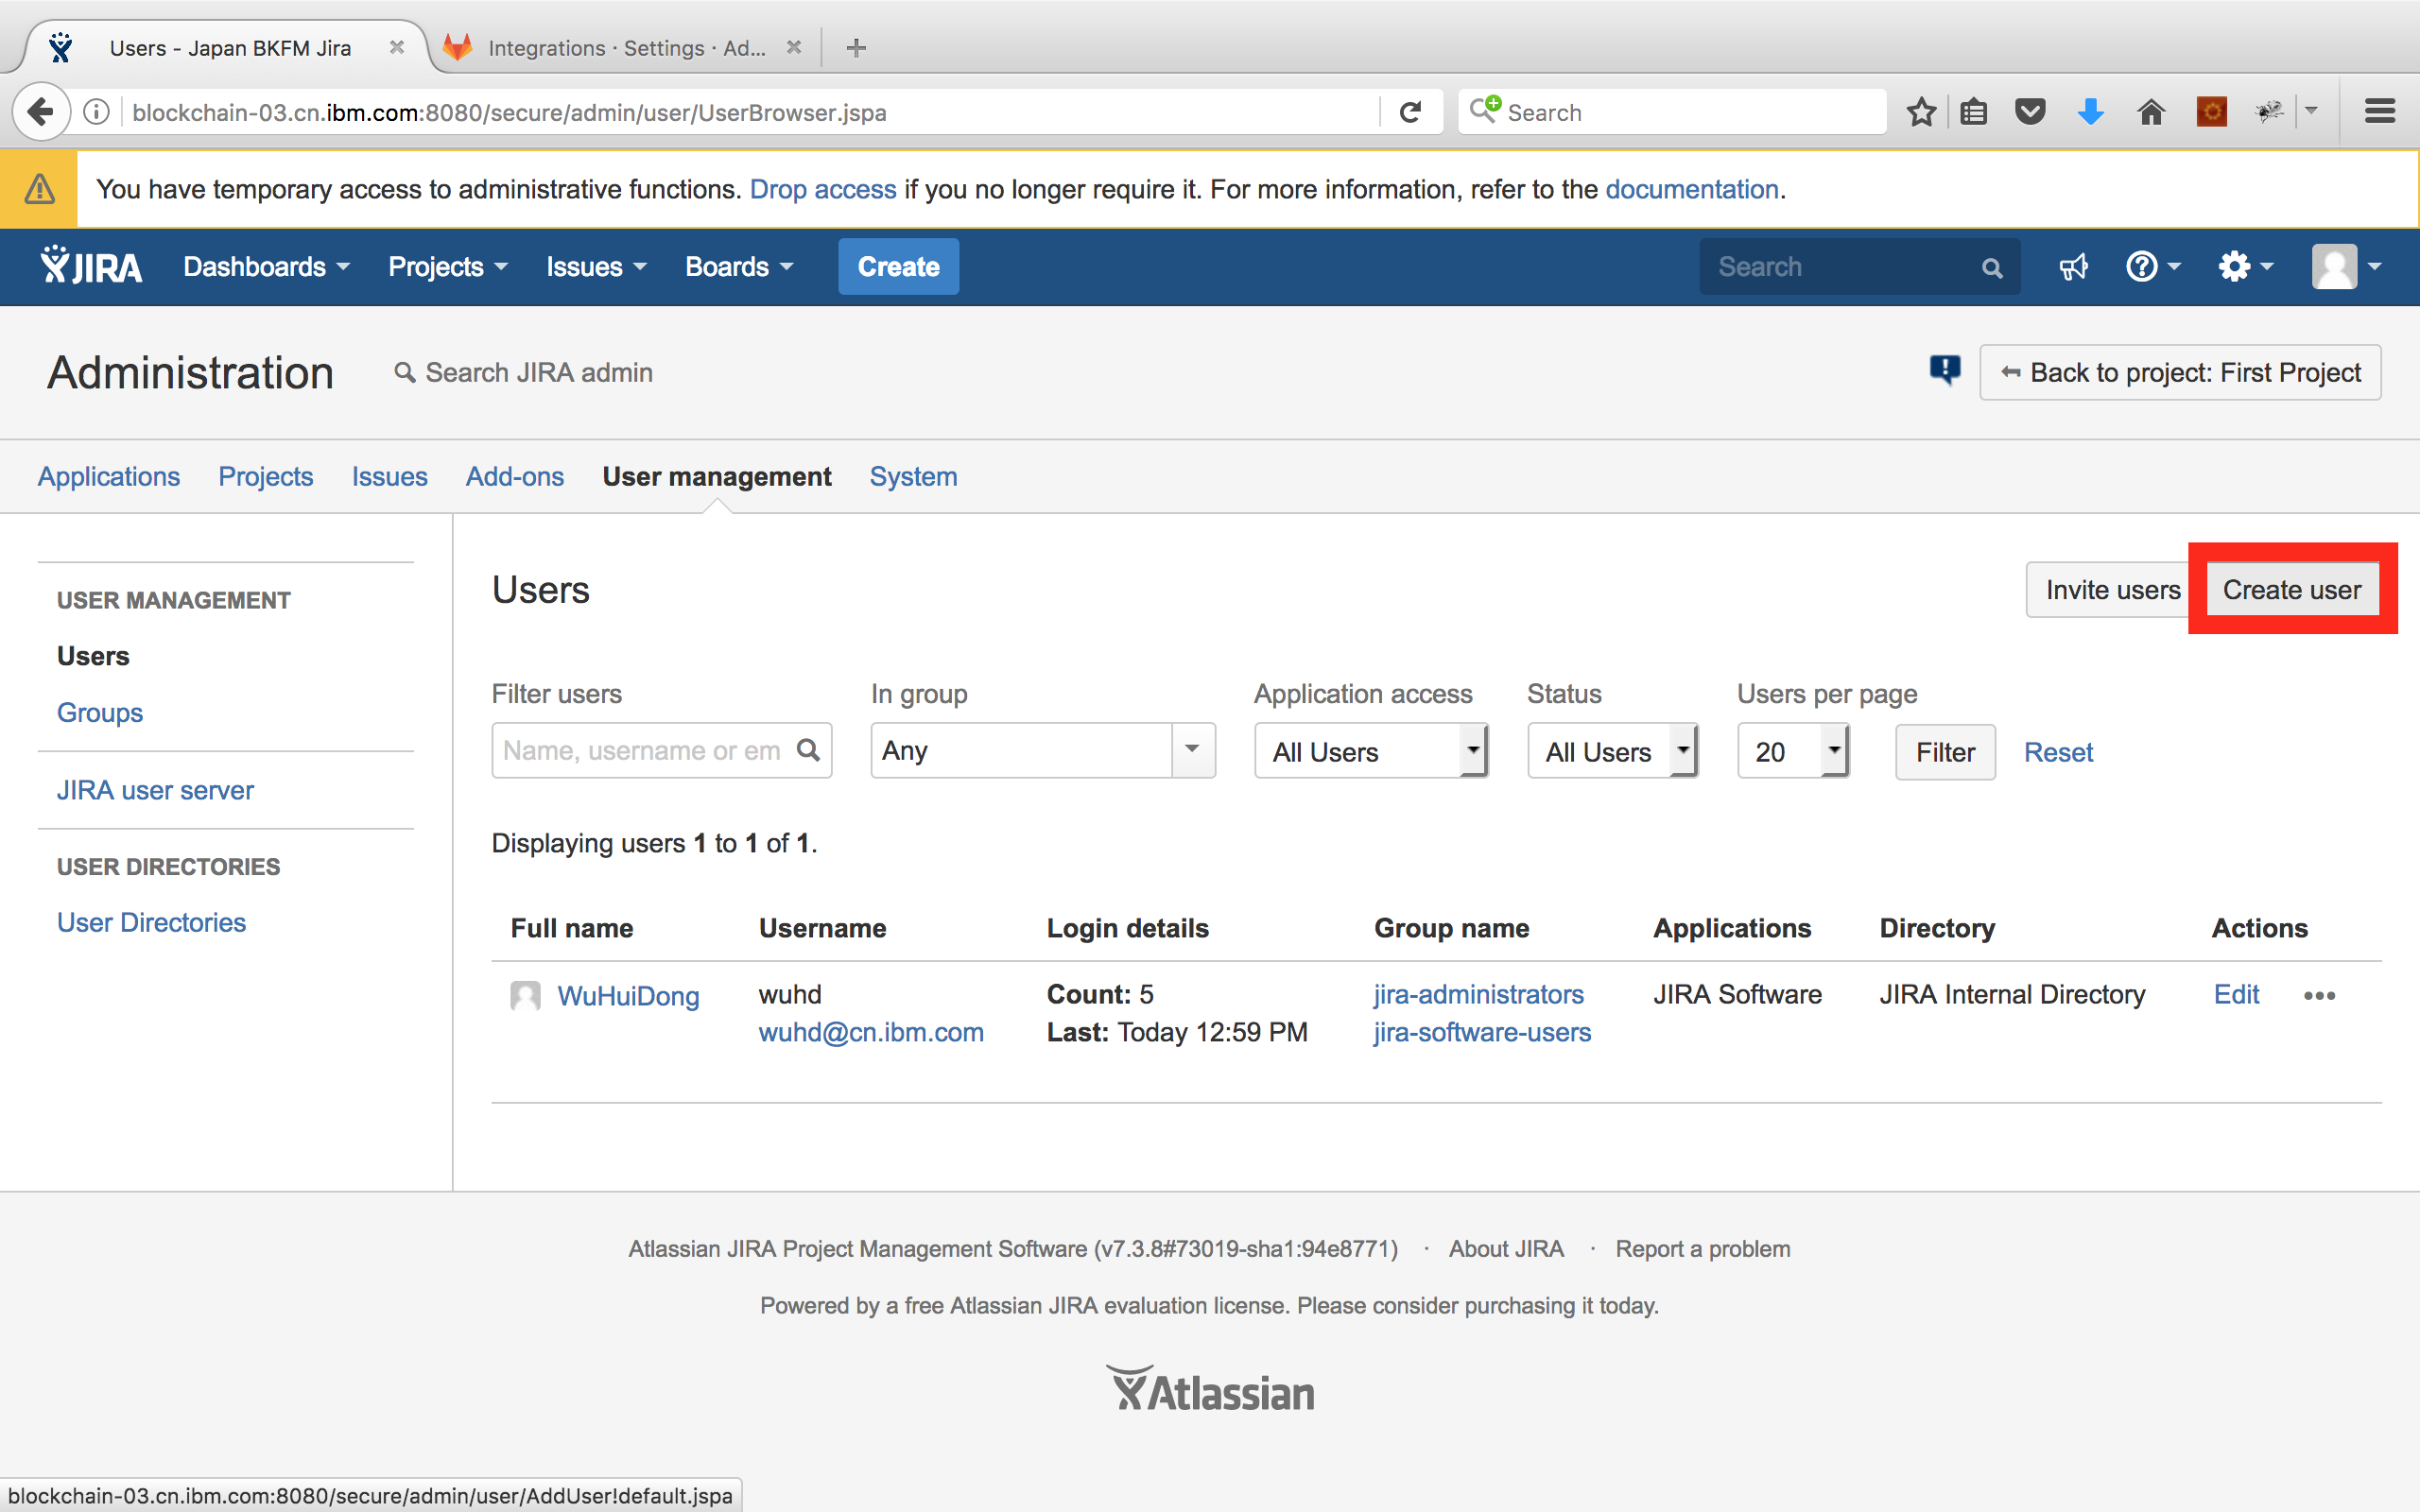 Users - Japan BKFM Jira
Integrations · Settings · Ad...
blockchain-03.cn.ibm.com:8080/secure/admin/user/UserBrowser.jspa
Search
You have temporary access to administrative functions. Drop access if you no longer require it. For more information, refer to the documentation.
JIRA Dashboards Projects Issues Boards Create Search
Administration Search JIRA admin Back to project: First Project
Applications Projects Issues Add-ons User management System
USER MANAGEMENT
Users
Groups
JIRA user server
USER DIRECTORIES
User Directories
Users Invite users Create user
Filter users In group Application access Status Users per page
Name, username or em Any All Users All Users 20 Filter Reset
Displaying users 1 to 1 of 1.
Full name Username Login details Group name Applications Directory Actions
WuHuiDong wuhd Count: 5 jira-administrators JIRA Software JIRA Internal Directory Edit
wuhd@cn.ibm.com Last: Today 12:59 PM jira-software-users
Atlassian JIRA Project Management Software (v7.3.8#73019-sha1:94e8771) · About JIRA · Report a problem
Powered by a free Atlassian JIRA evaluation license. Please consider purchasing it today.
Atlassian
blockchain-03.cn.ibm.com:8080/secure/admin/user/AddUser!default.jspa